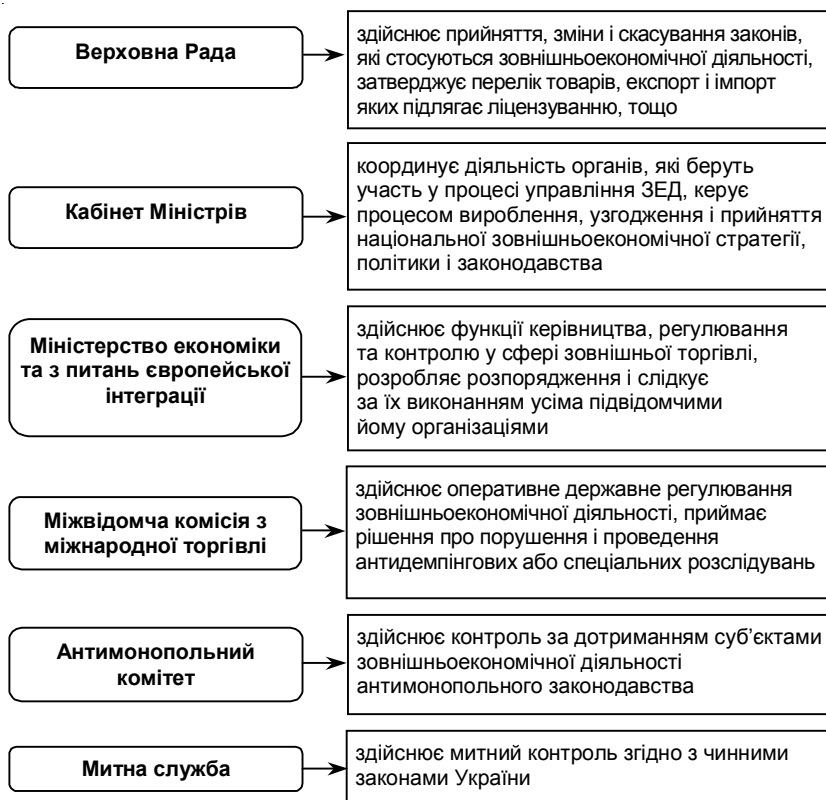 Верховна Рада
здійснює прийняття, зміни і скасування законів,
які стосуються зовнішньоекономічної діяльності,
затверджує перелік товарів, експорт і імпорт
яких підлягає ліцензуванню, тощо
Кабінет Міністрів
координує діяльність органів, які беруть
участь у процесі управління ЗЕД, керує
процесом вироблення, узгодження і прийняття
національної зовнішньоекономічної стратегії,
політики і законодавства
Міністерство економіки
та з питань європейської
інтеграції
здійснює функції керівництва, регулювання
та контролю у сфері зовнішньої торгівлі,
розробляє розпорядження і слідкує
за їх виконанням усіма підвідомчими
йому організаціями
Міжвідомча комісія з
міжнародної торгівлі
здійснює оперативне державне регулювання
зовнішньоекономічної діяльності, приймає
рішення про порушення і проведення
антидемпінгових або спеціальних розслідувань
Антимонопольний
комітет
здійснює контроль за дотриманням суб’єктами
зовнішньоекономічної діяльності
антимонопольного законодавства
Митна служба
здійснює митний контроль згідно з чинними
законами України